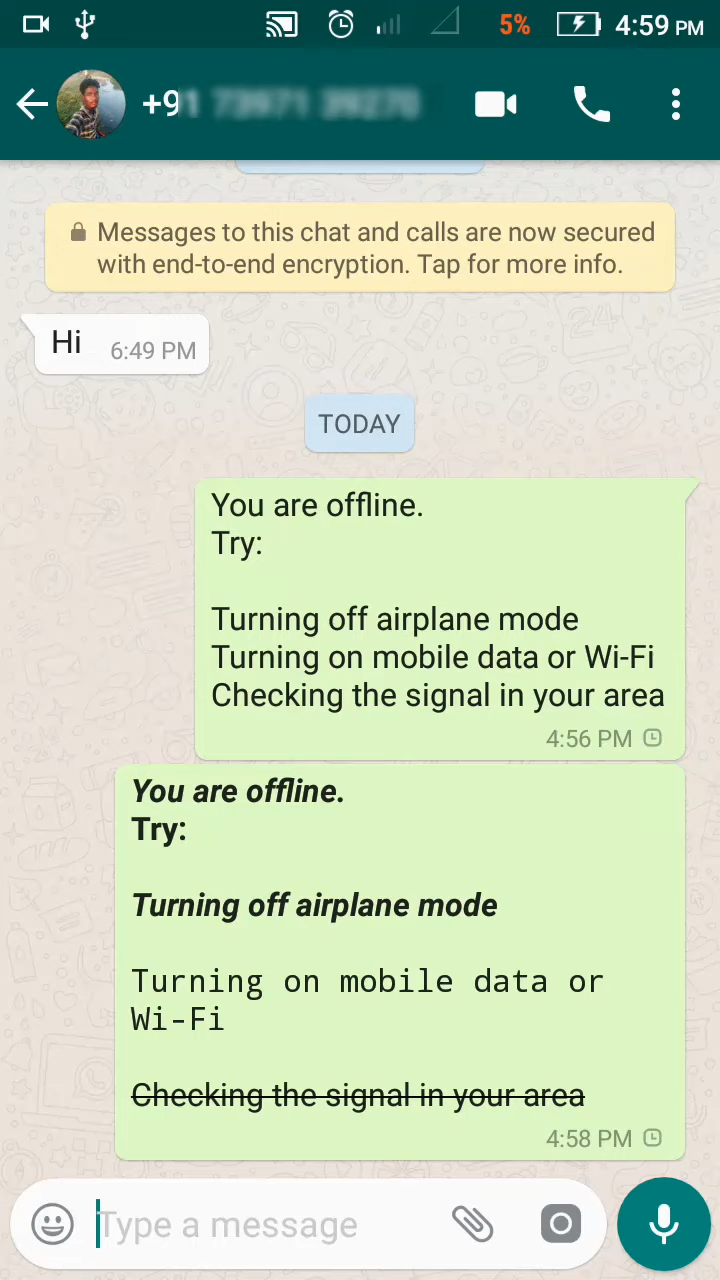 5% 4:59 PM
+91
Messages to this chat and calls are now secured
with end-to-end encryption. Tap for more info.
Hi 6:49 PM
TODAY
You are offline.
Try:
Turning off airplane mode
Turning on mobile data or Wi-Fi
Checking the signal in your area
4:56 PM
You are offline.
Try:
Turning off airplane mode
Turning on mobile data or
Wi-Fi
Checking the signal in your area
4:58 PM
Type a message